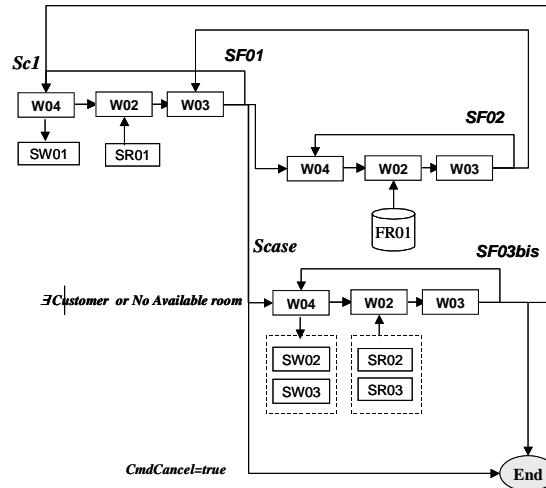 Sc1
SF01
W04
W02
W03
SW01
SR01
SF02
W04
W02
W03
FR01
Scase
SF03bis
∃Customer or No Available room
W04
W02
W03
SW02
SR02
SW03
SR03
CmdCancel=true
End